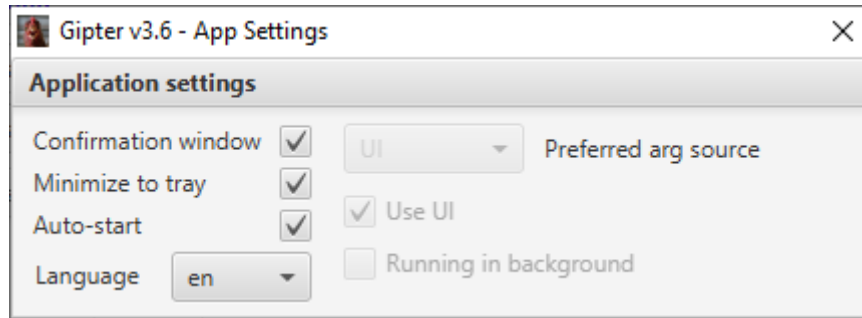 Gipter v3.6 - App Settings
Application settings
Confirmation window
UI
Preferred arg source
Minimize to tray
Use UI
Auto-start
Running in background
Language
en